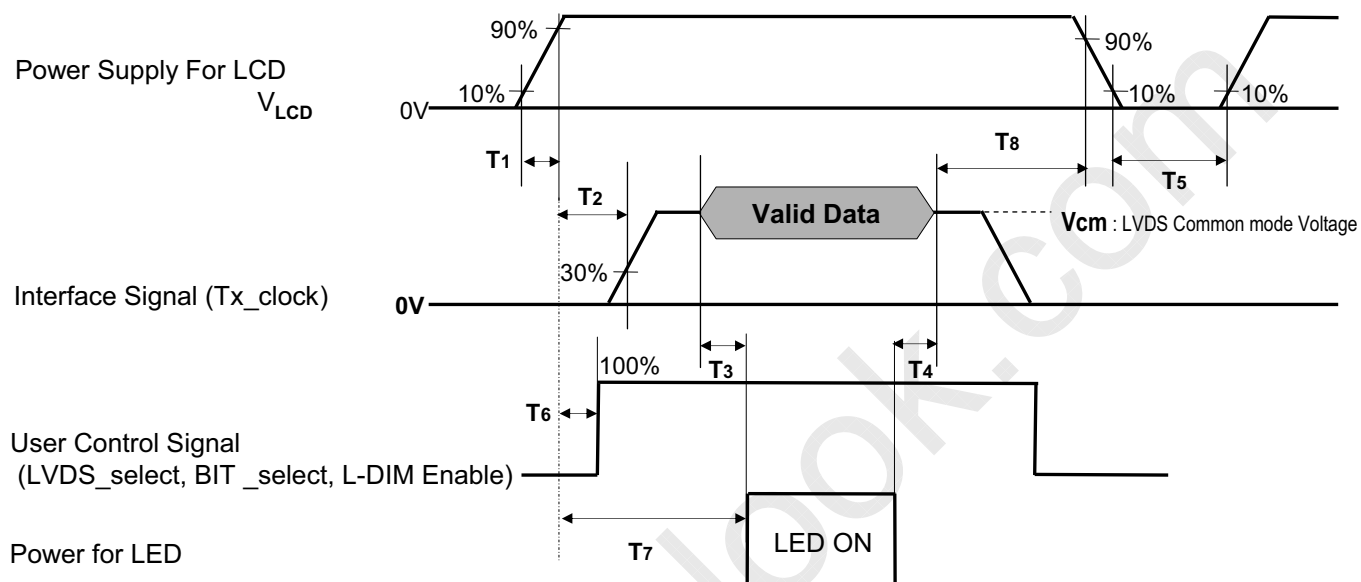 90%
90%
Power Supply For LCD
VLCD
10%
10%
10%
0V
T1
T8
T2
T5
Valid Data
Vcm : LVDS Common mode Voltage
30%
Interface Signal (Tx_clock)
0V
100%
T3
T4
T6
User Control Signal
(LVDS_select, BIT _select, L-DIM Enable)
T7
LED ON
Power for LED
look.com